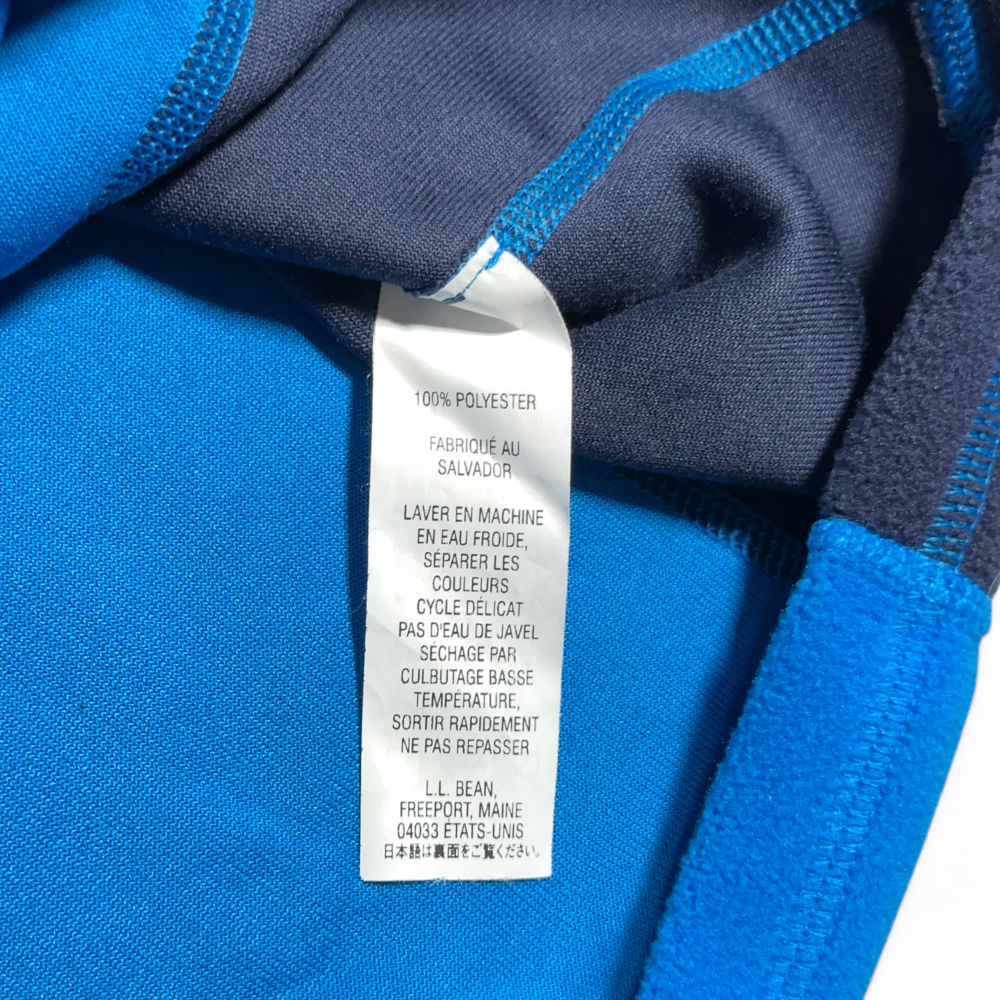 100% POLYESTER
FABRIQUÉ AU
SALVADOR
LAVER EN MACHINE
EN EAU FROIDE,
SÉPARER LES
COULEURS
CYCLE DÉLICAT
PAS D'EAU DE JAVEL
SÉCHAGE PAR
CULBUTAGE BASSE
TEMPÉRATURE,
SORTIR RAPIDEMENT
NE PAS REPASSER
L.L. BEAN,
FREEPORT, MAINE
04033 ÉTATS-UNIS
日本語は裏面をご覧ください。